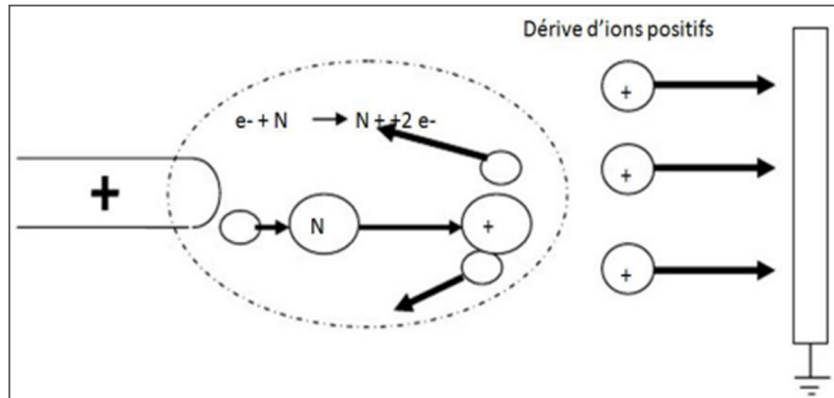 Dérive d'ions positifs
+
e- + N → N + +2 e-
+
+
N
+
+